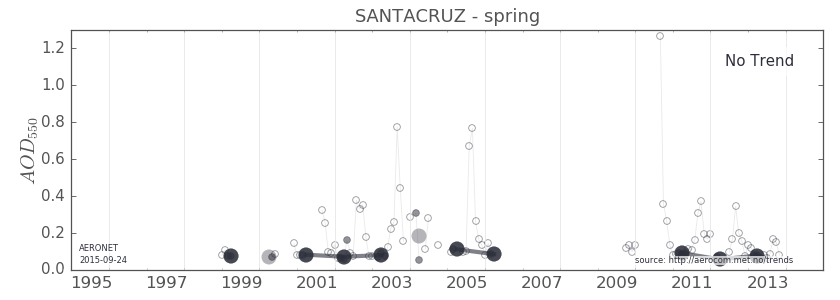 SANTACRUZ - spring
No Trend
1.2
1.0
0.8
0.6
0.4
0.2
0.0
AOD550
AERONET
2015-09-24
source: http://aerocom.met.no/trends
1995 1997 1999 2001 2003 2005 2007 2009 2011 2013